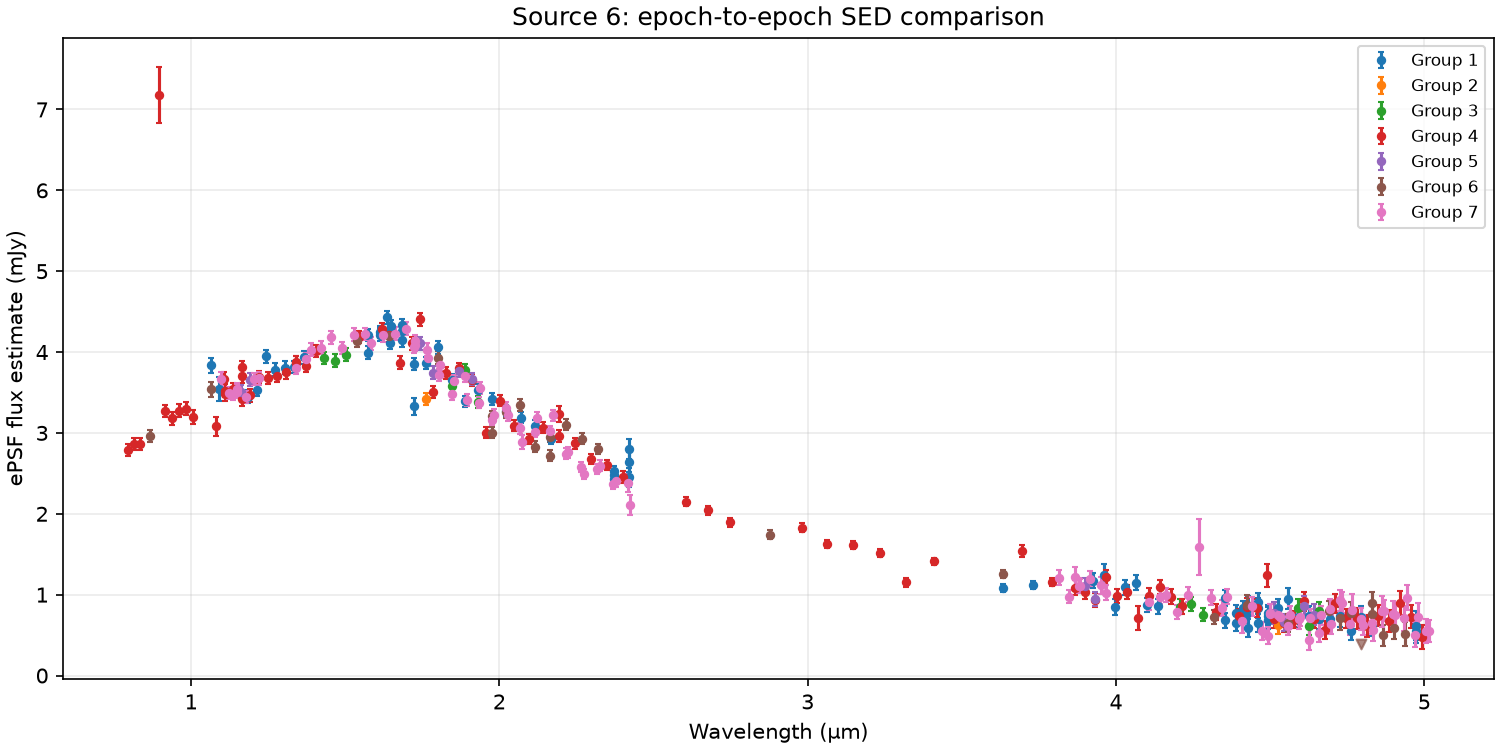 Source 6: epoch-to-epoch SED comparison
ePSF flux estimate (mJy)
7
6
5
4
3
2
1
0
Group 1
Group 2
Group 3
Group 4
Group 5
Group 6
Group 7
1
2
3
4
5
Wavelength (μm)